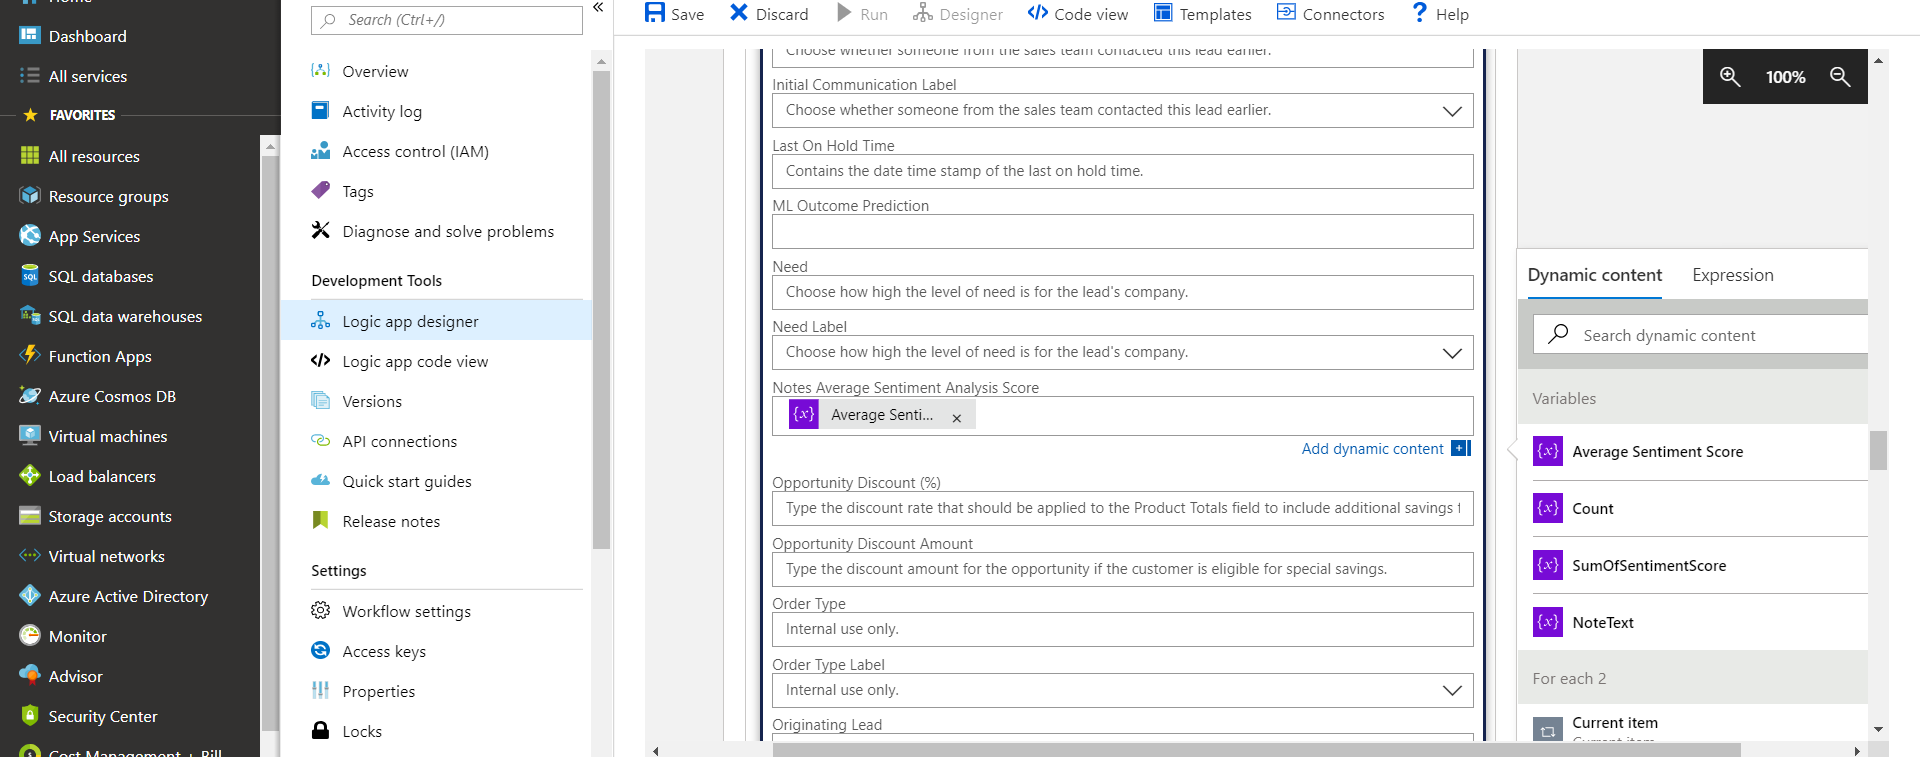 Home
Dashboard
All services
FAVORITES
All resources
Resource groups
App Services
SQL databases
SQL data warehouses
Function Apps
Azure Cosmos DB
Virtual machines
Load balancers
Storage accounts
Virtual networks
Azure Active Directory
Monitor
Advisor
Security Center
Cost Management + Bill
Search (Ctrl+/)
«
Overview
Activity log
Access control (IAM)
Tags
Diagnose and solve problems
Development Tools
Logic app designer
Logic app code view
Versions
API connections
Quick start guides
Release notes
Settings
Workflow settings
Access keys
Properties
Locks
Save
Discard
Run
Designer
Code view
Templates
Connectors
Help
Choose whether someone from the sales team contacted this lead earlier.
Initial Communication Label
Choose whether someone from the sales team contacted this lead earlier.
Last On Hold Time
Contains the date time stamp of the last on hold time.
ML Outcome Prediction
Need
Choose how high the level of need is for the lead's company.
Need Label
Choose how high the level of need is for the lead's company.
Notes Average Sentiment Analysis Score
{x} Average Senti... ×
Add dynamic content
Opportunity Discount (%)
Type the discount rate that should be applied to the Product Totals field to include additional savings f
Opportunity Discount Amount
Type the discount amount for the opportunity if the customer is eligible for special savings.
Order Type
Internal use only.
Order Type Label
Internal use only.
Originating Lead
100%
Dynamic content
Expression
Search dynamic content
Variables
{x} Average Sentiment Score
{x} Count
{x} SumOfSentimentScore
{x} NoteText
For each 2
Current item
Current item